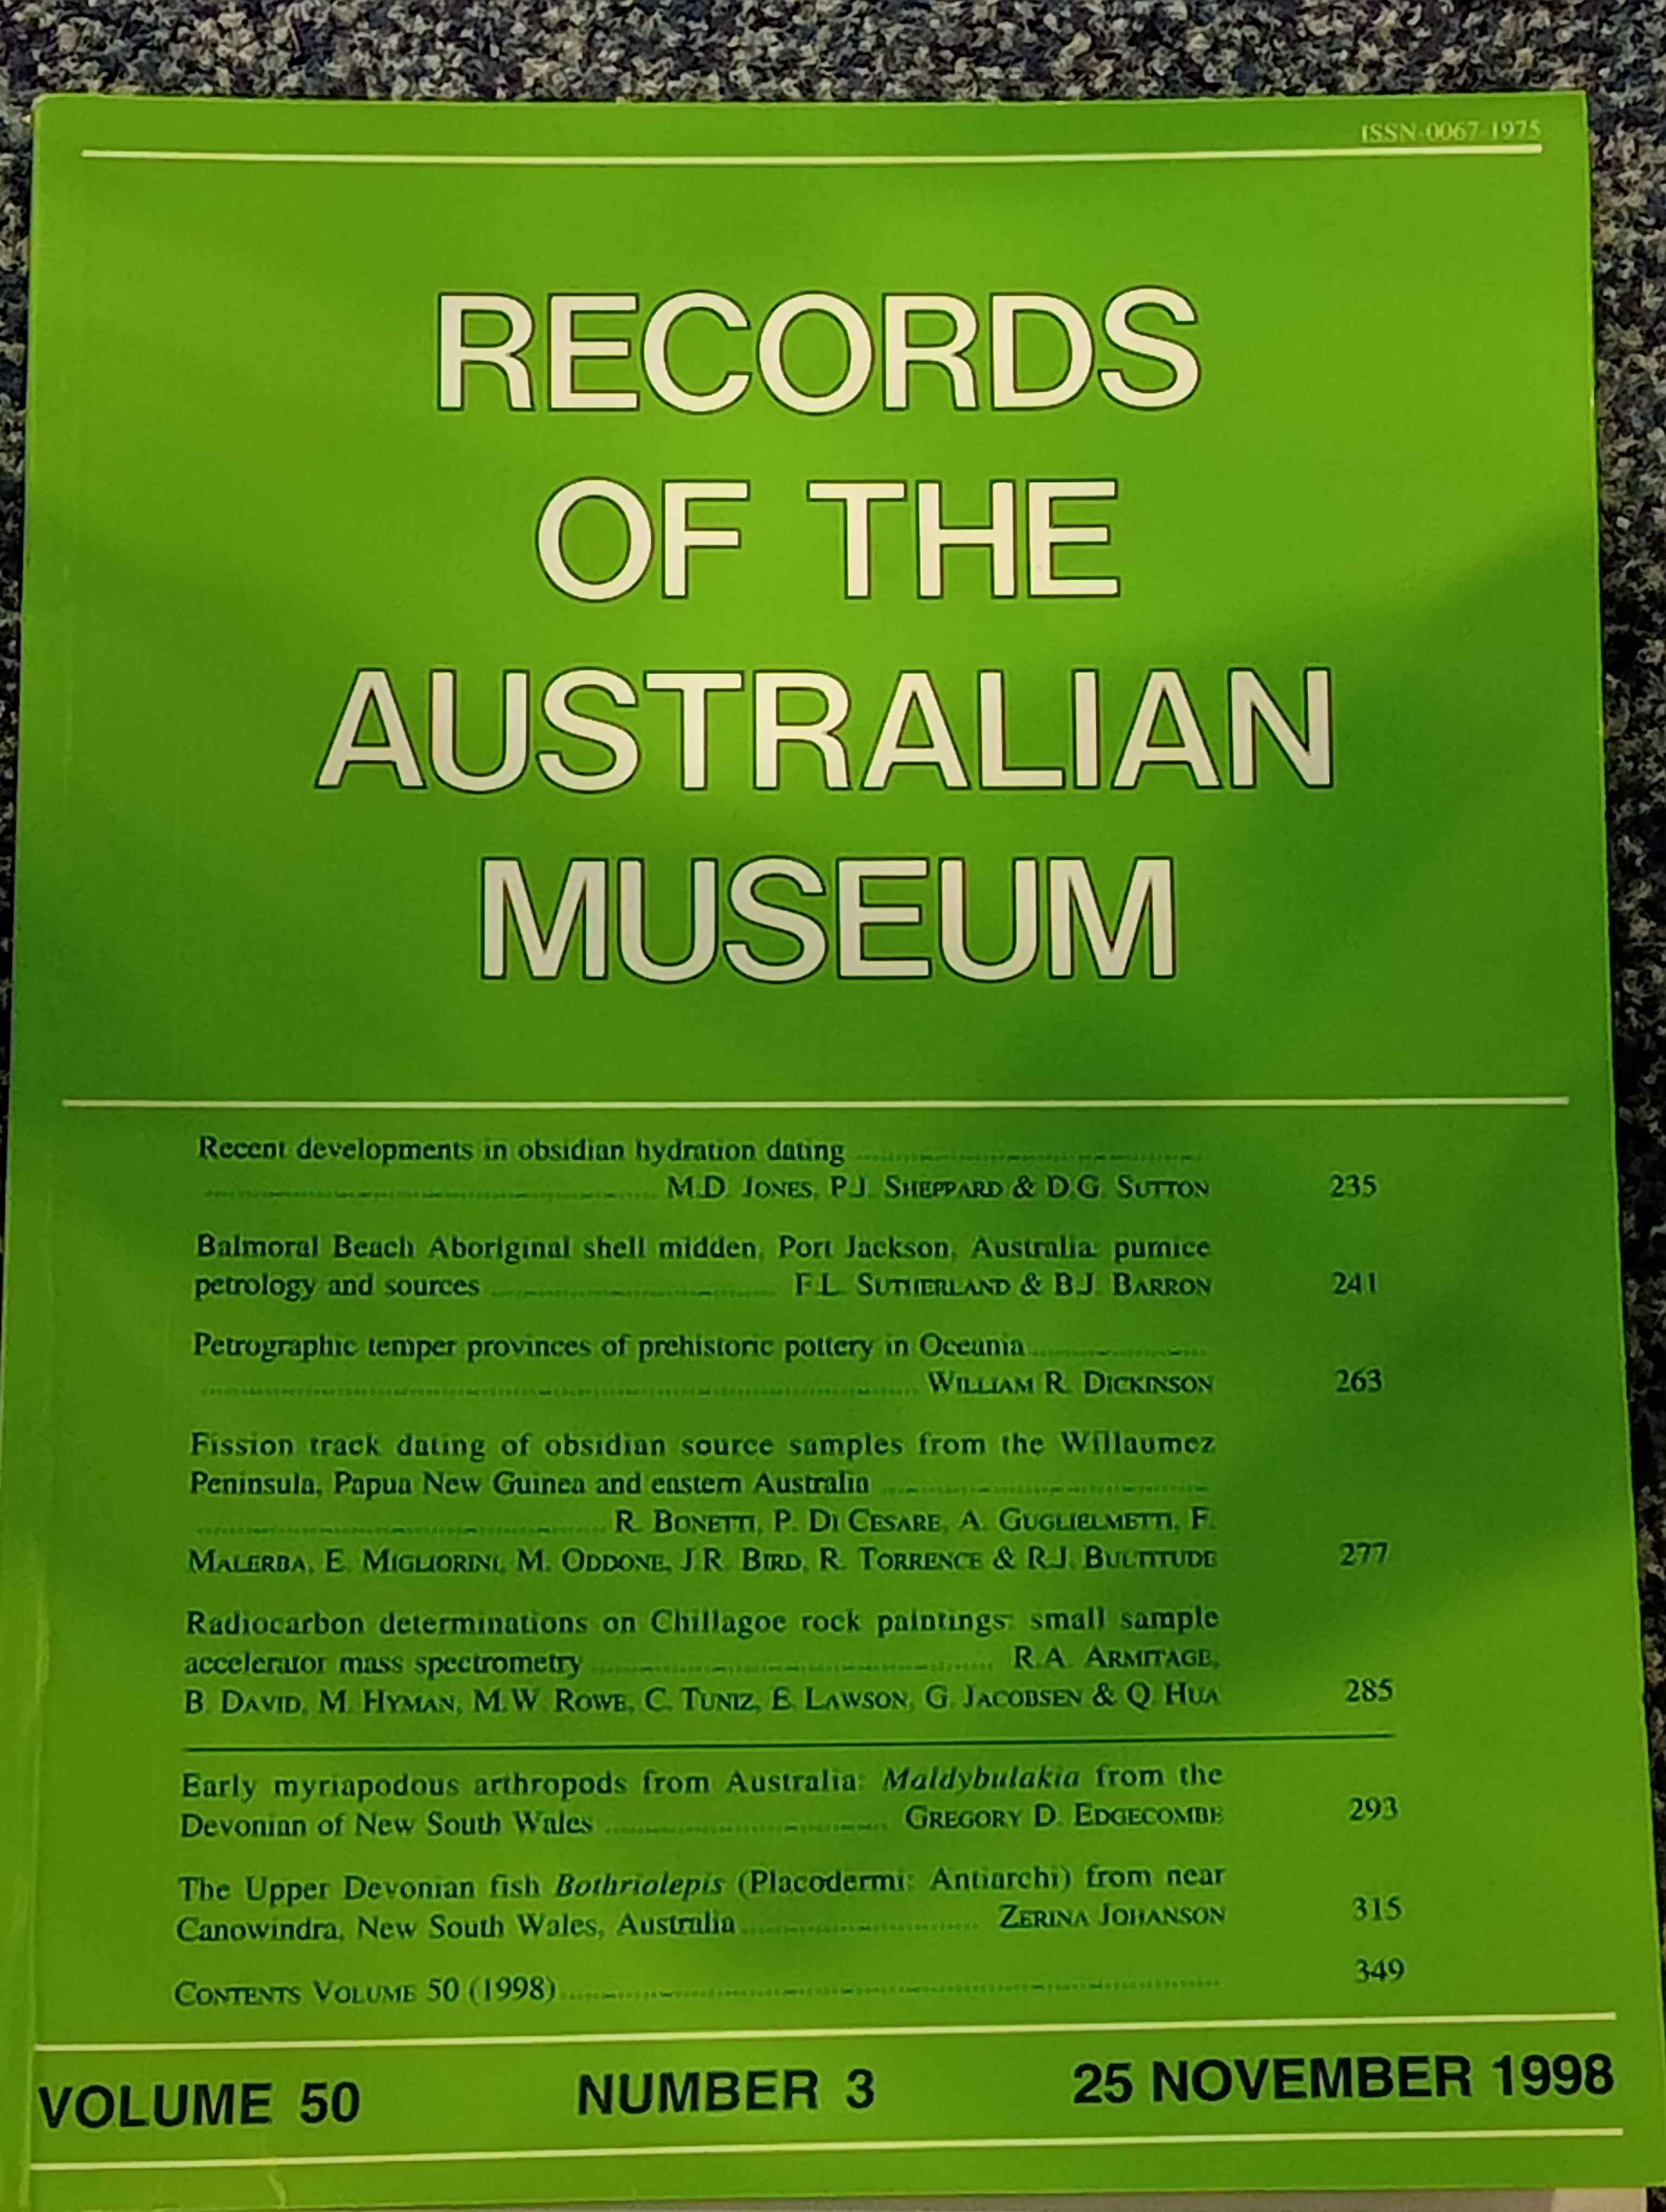 ISSN-0067-1975
RECORDS
OF THE
AUSTRALIAN
MUSEUM
Recent developments in obsidian hydration dating ........................
........................ M.D. JONES, P.J. SHEPPARD & D.G. SUTTON 235
Balmoral Beach Aboriginal shell midden, Port Jackson, Australia: pumice
petrology and sources ........................ F.L. SUTHERLAND & B.J. BARRON 241
Petrographic temper provinces of prehistoric pottery in Oceania ........................
........................ WILLIAM R. DICKINSON 263
Fission track dating of obsidian source samples from the Willaumez
Peninsula, Papua New Guinea and eastern Australia ........................
........................ R. BONETTI, P. DI CESARE, A. GUGLIELMETTI, F.
MALERBA, E. MIGLIORINI, M. ODDONE, J.R. BIRD, R. TORRENCE & R.J. BULTITUDE 277
Radiocarbon determinations on Chillagoe rock paintings: small sample
accelerator mass spectrometry ........................ R.A. ARMITAGE,
B. DAVID, M. HYMAN, M.W. ROWE, C. TUNIZ, E. LAWSON, G. JACOBSEN & Q. HUA 285
Early myriapodous arthropods from Australia: Maldybulakia from the
Devonian of New South Wales ........................ GREGORY D. EDGECOMBE 293
The Upper Devonian fish Bothriolepis (Placodermi: Antiarchi) from near
Canowindra, New South Wales, Australia ........................ ZERINA JOHANSON 315
CONTENTS VOLUME 50 (1998) ........................ 349
VOLUME 50 NUMBER 3 25 NOVEMBER 1998